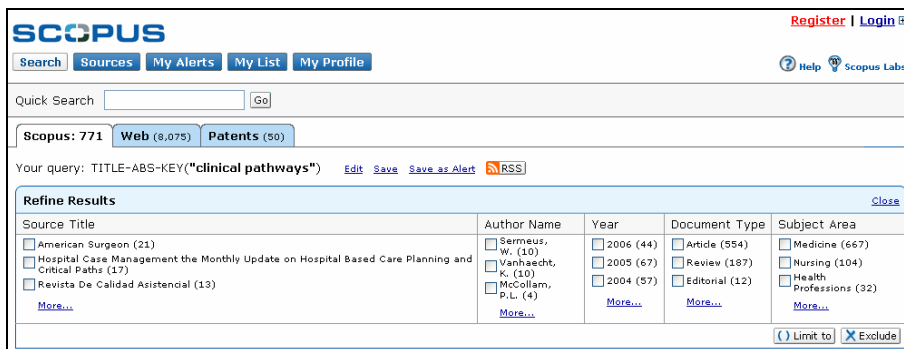 Register | Login
SCOPUS
Search Sources My Alerts My List My Profile
Help Scopus Labs
Quick Search Go
Scopus: 771 Web (8,075) Patents (50)
Your query: TITLE-ABS-KEY("clinical pathways") Edit Save Save as Alert RSS
Refine Results Close
Source Title
American Surgeon (21)
Hospital Case Management the Monthly Update on Hospital Based Care Planning and
Critical Paths (17)
Revista De Calidad Asistencial (13)
More...
Author Name
Sermeus,
W. (10)
Vanhaecht,
K. (10)
McCollam,
P.L. (4)
More...
Year
2006 (44)
2005 (67)
2004 (57)
More...
Document Type
Article (554)
Review (187)
Editorial (12)
More...
Subject Area
Medicine (667)
Nursing (104)
Health
Professions (32)
More...
Limit to Exclude